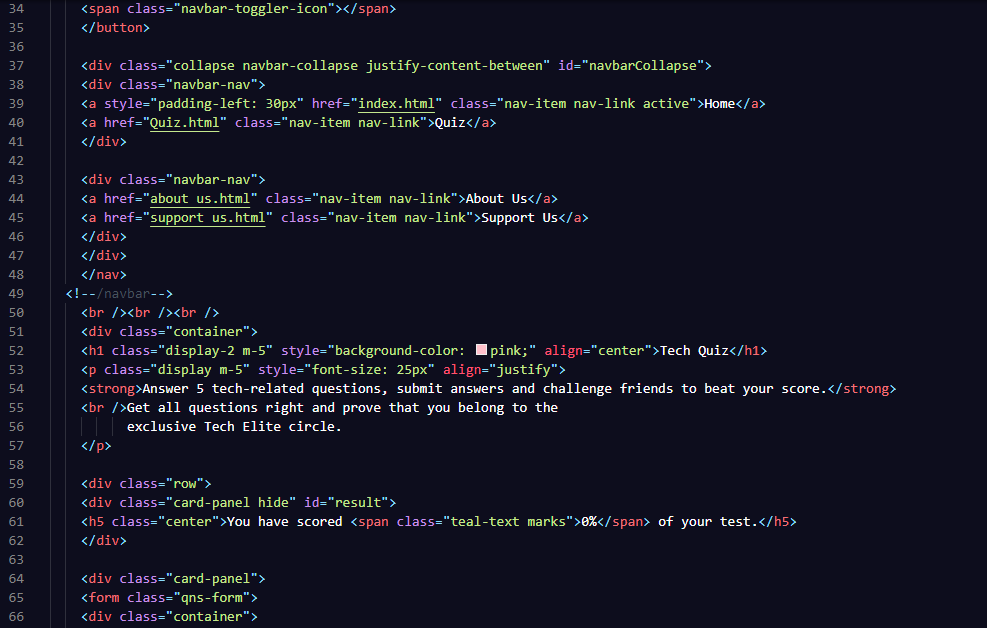 34 <span class="navbar-toggler-icon"></span>
35 </button>
36
37 <div class="collapse navbar-collapse justify-content-between" id="navbarCollapse">
38 <div class="navbar-nav">
39 <a style="padding-left: 30px" href="index.html" class="nav-item nav-link active">Home</a>
40 <a href="Quiz.html" class="nav-item nav-link">Quiz</a>
41 </div>
42
43 <div class="navbar-nav">
44 <a href="about us.html" class="nav-item nav-link">About Us</a>
45 <a href="support us.html" class="nav-item nav-link">Support Us</a>
46 </div>
47 </div>
48 </nav>
49 <!--/navbar-->
50 <br /><br /><br />
51 <div class="container">
52 <h1 class="display-2 m-5" style="background-color: pink;" align="center">Tech Quiz</h1>
53 <p class="display m-5" style="font-size: 25px" align="justify">
54 <strong>Answer 5 tech-related questions, submit answers and challenge friends to beat your score.</strong>
55 <br />Get all questions right and prove that you belong to the
56 exclusive Tech Elite circle.
57 </p>
58
59 <div class="row">
60 <div class="card-panel hide" id="result">
61 <h5 class="center">You have scored <span class="teal-text marks">0%</span> of your test.</h5>
62 </div>
63
64 <div class="card-panel">
65 <form class="qns-form">
66 <div class="container">